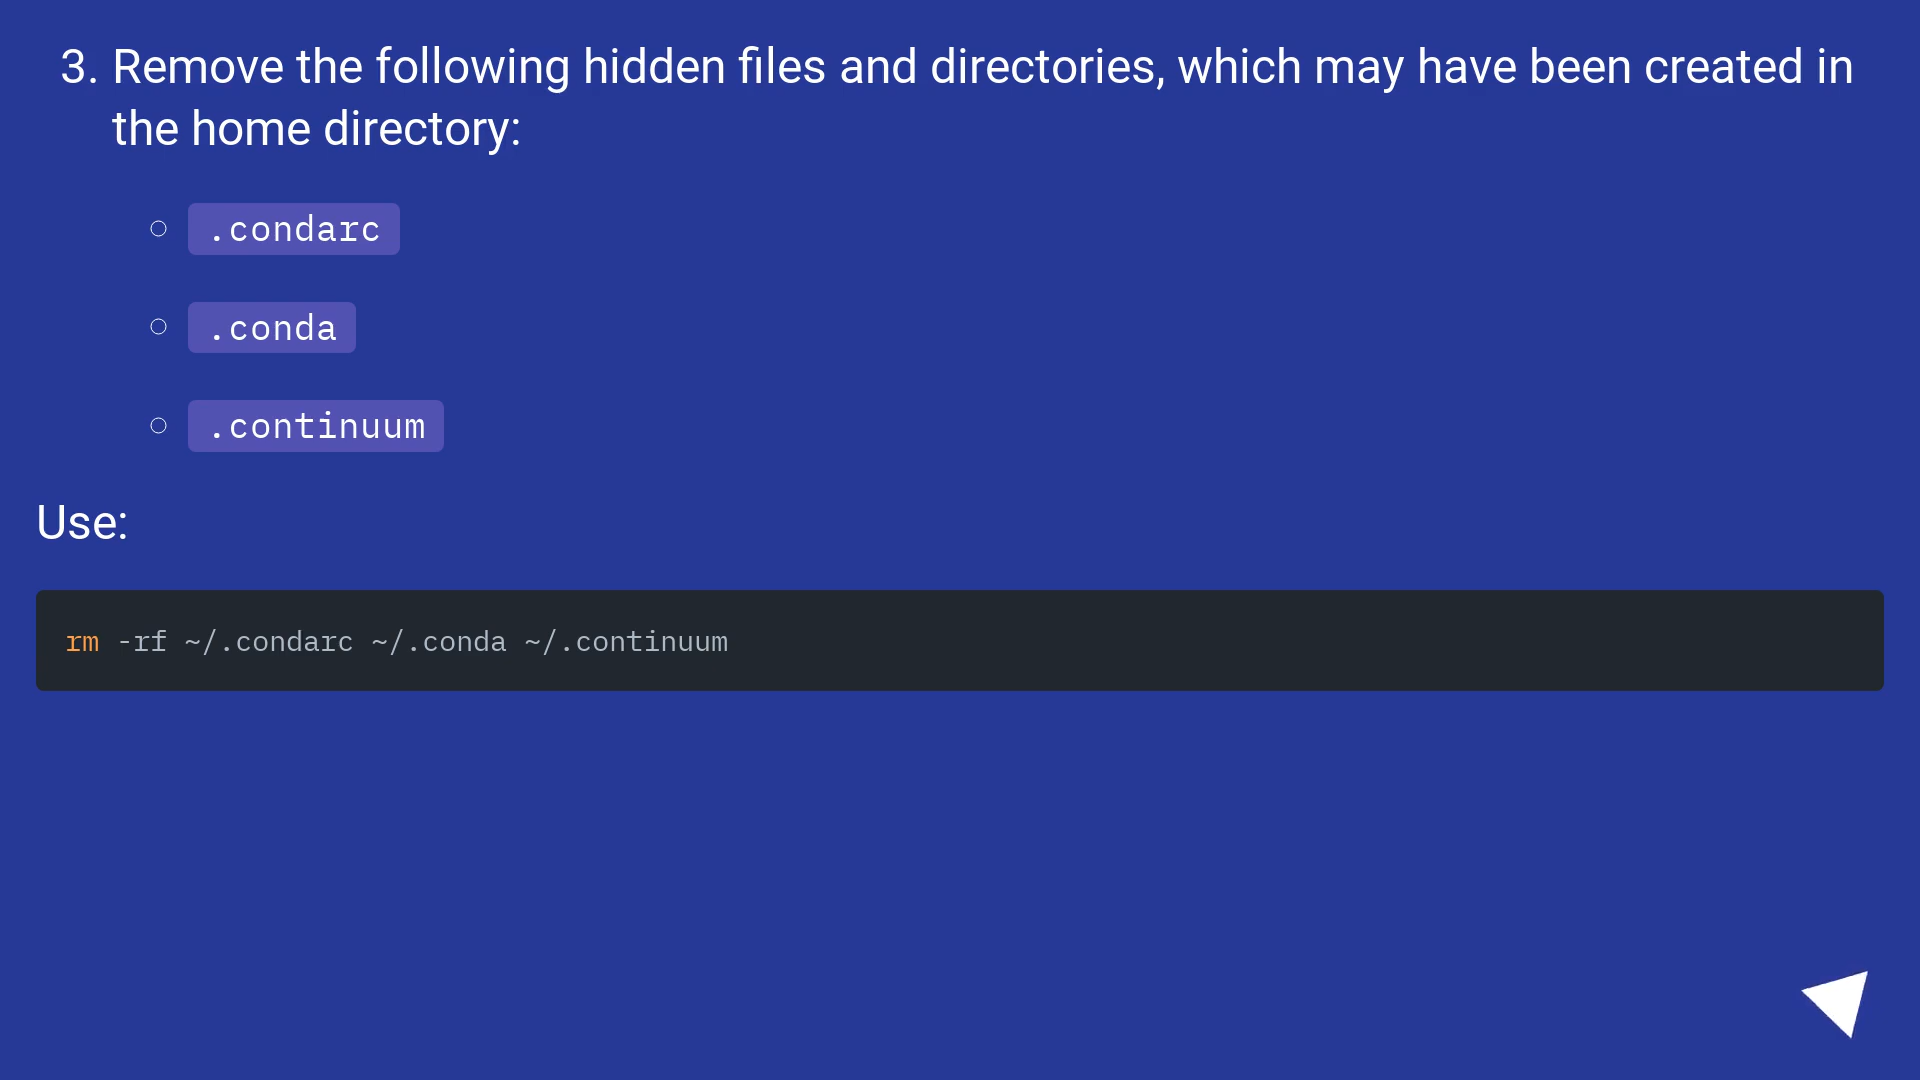 3. Remove the following hidden files and directories, which may have been created in
the home directory:
.condarc
.conda
.continuum
Use:
rm -rf ~/.condarc ~/.conda ~/.continuum